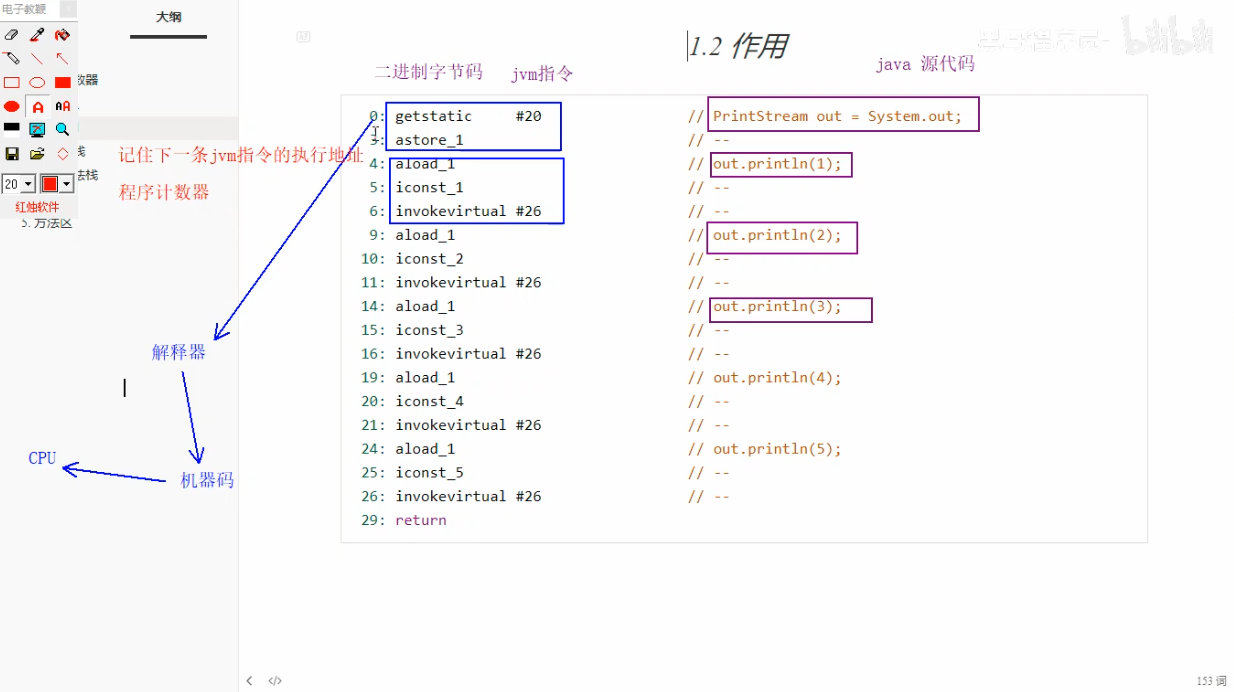 电子教鞭
大纲
1.2 作用
二进制字节码 jvm指令
java 源代码
数器
0: getstatic #20 // PrintStream out = System.out;
3: astore_1 // --
4: aload_1 // out.println(1);
5: iconst_1 // --
6: invokevirtual #26 // --
9: aload_1 // out.println(2);
10: iconst_2 // --
11: invokevirtual #26 // --
14: aload_1 // out.println(3);
15: iconst_3 // --
16: invokevirtual #26 // --
19: aload_1 // out.println(4);
20: iconst_4 // --
21: invokevirtual #26 // --
24: aload_1 // out.println(5);
25: iconst_5 // --
26: invokevirtual #26 // --
29: return
A
AA
栈
记住下一条jvm指令的执行地址
法栈
程序计数器
20
红烛软件
5. 方法区
解释器
CPU
机器码
bilibili
</> 
153 词